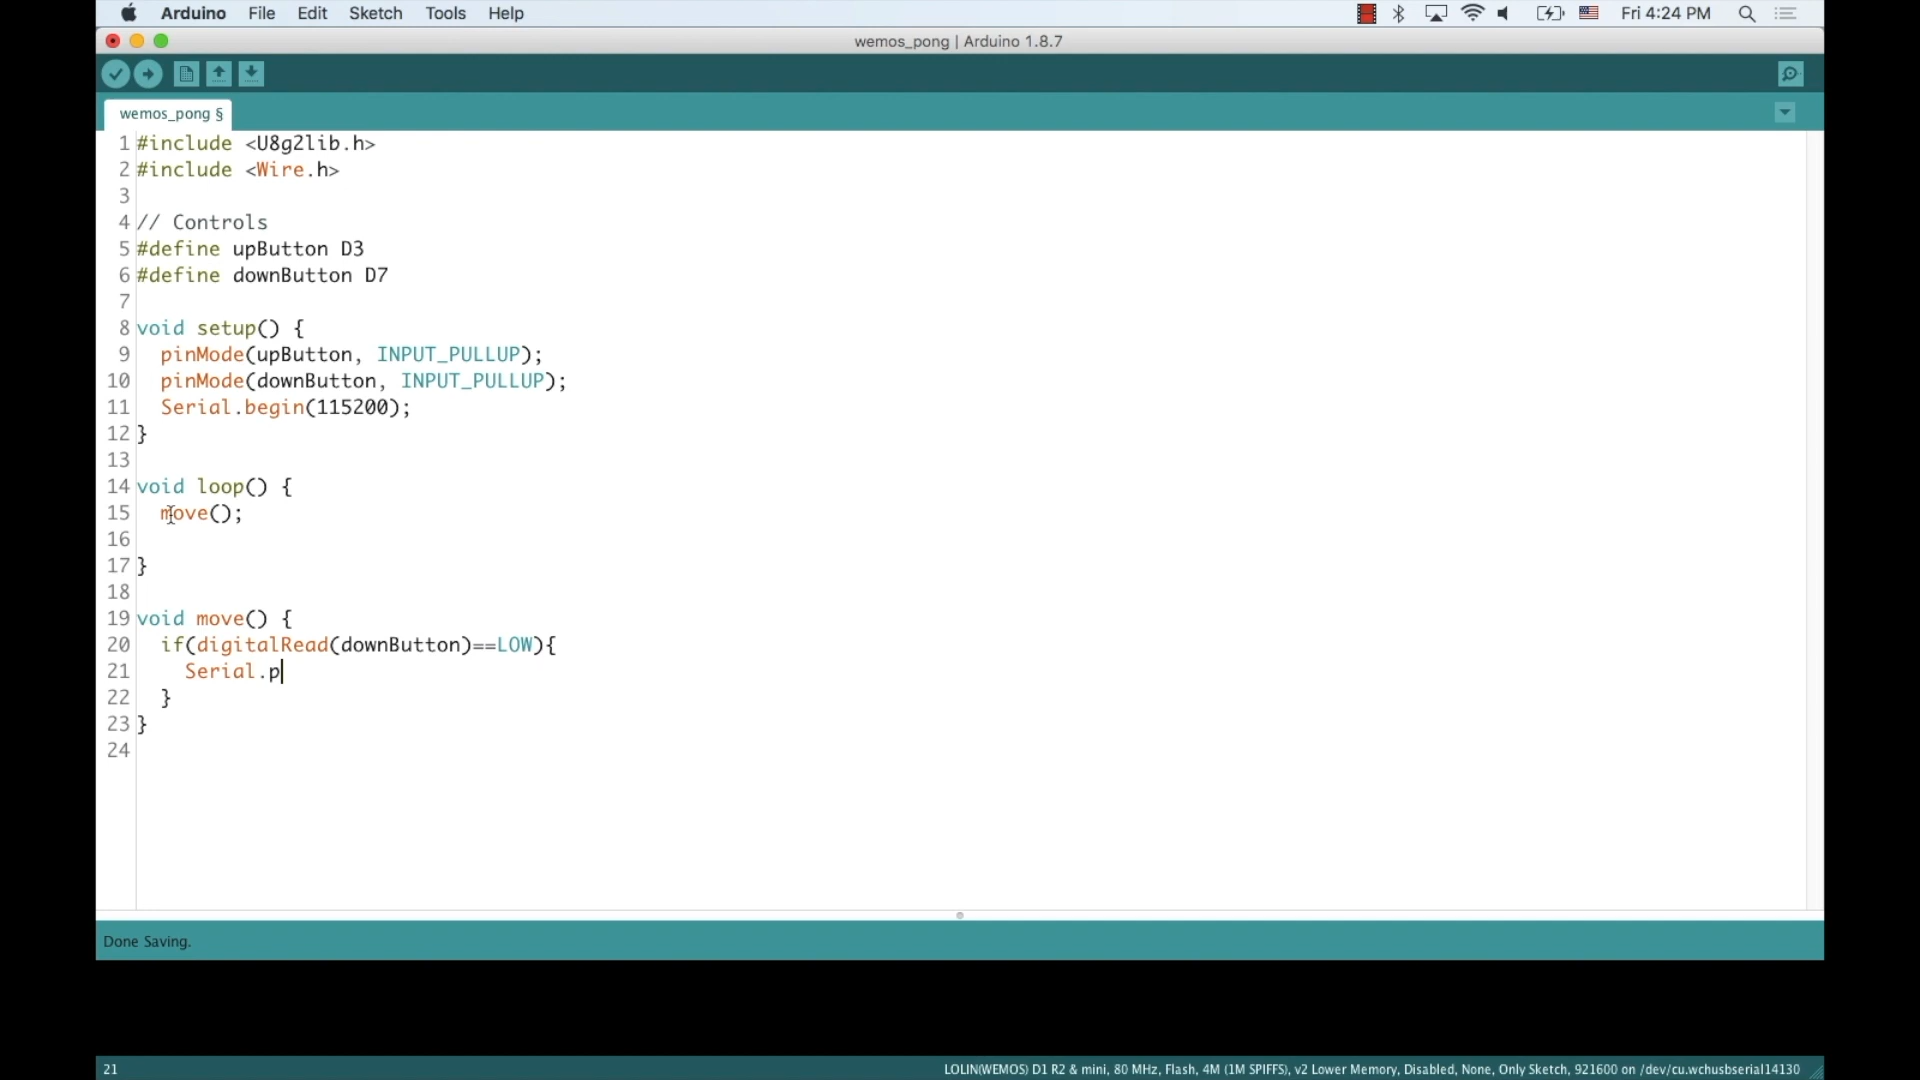 Arduino File Edit Sketch Tools Help Fri 4:24 PM
wemos_pong | Arduino 1.8.7
wemos_pong §
1 #include <U8g2lib.h>
2 #include <Wire.h>
3
4 // Controls
5 #define upButton D3
6 #define downButton D7
7
8 void setup() {
9 pinMode(upButton, INPUT_PULLUP);
10 pinMode(downButton, INPUT_PULLUP);
11 Serial.begin(115200);
12 }
13
14 void loop() {
15 move();
16
17 }
18
19 void move() {
20 if(digitalRead(downButton)==LOW){
21 Serial.p
22 }
23 }
24
Done Saving.
21 LOLIN(WEMOS) D1 R2 & mini, 80 MHz, Flash, 4M (1M SPIFFS), v2 Lower Memory, Disabled, None, Only Sketch, 921600 on /dev/cu.wchusbserial14130